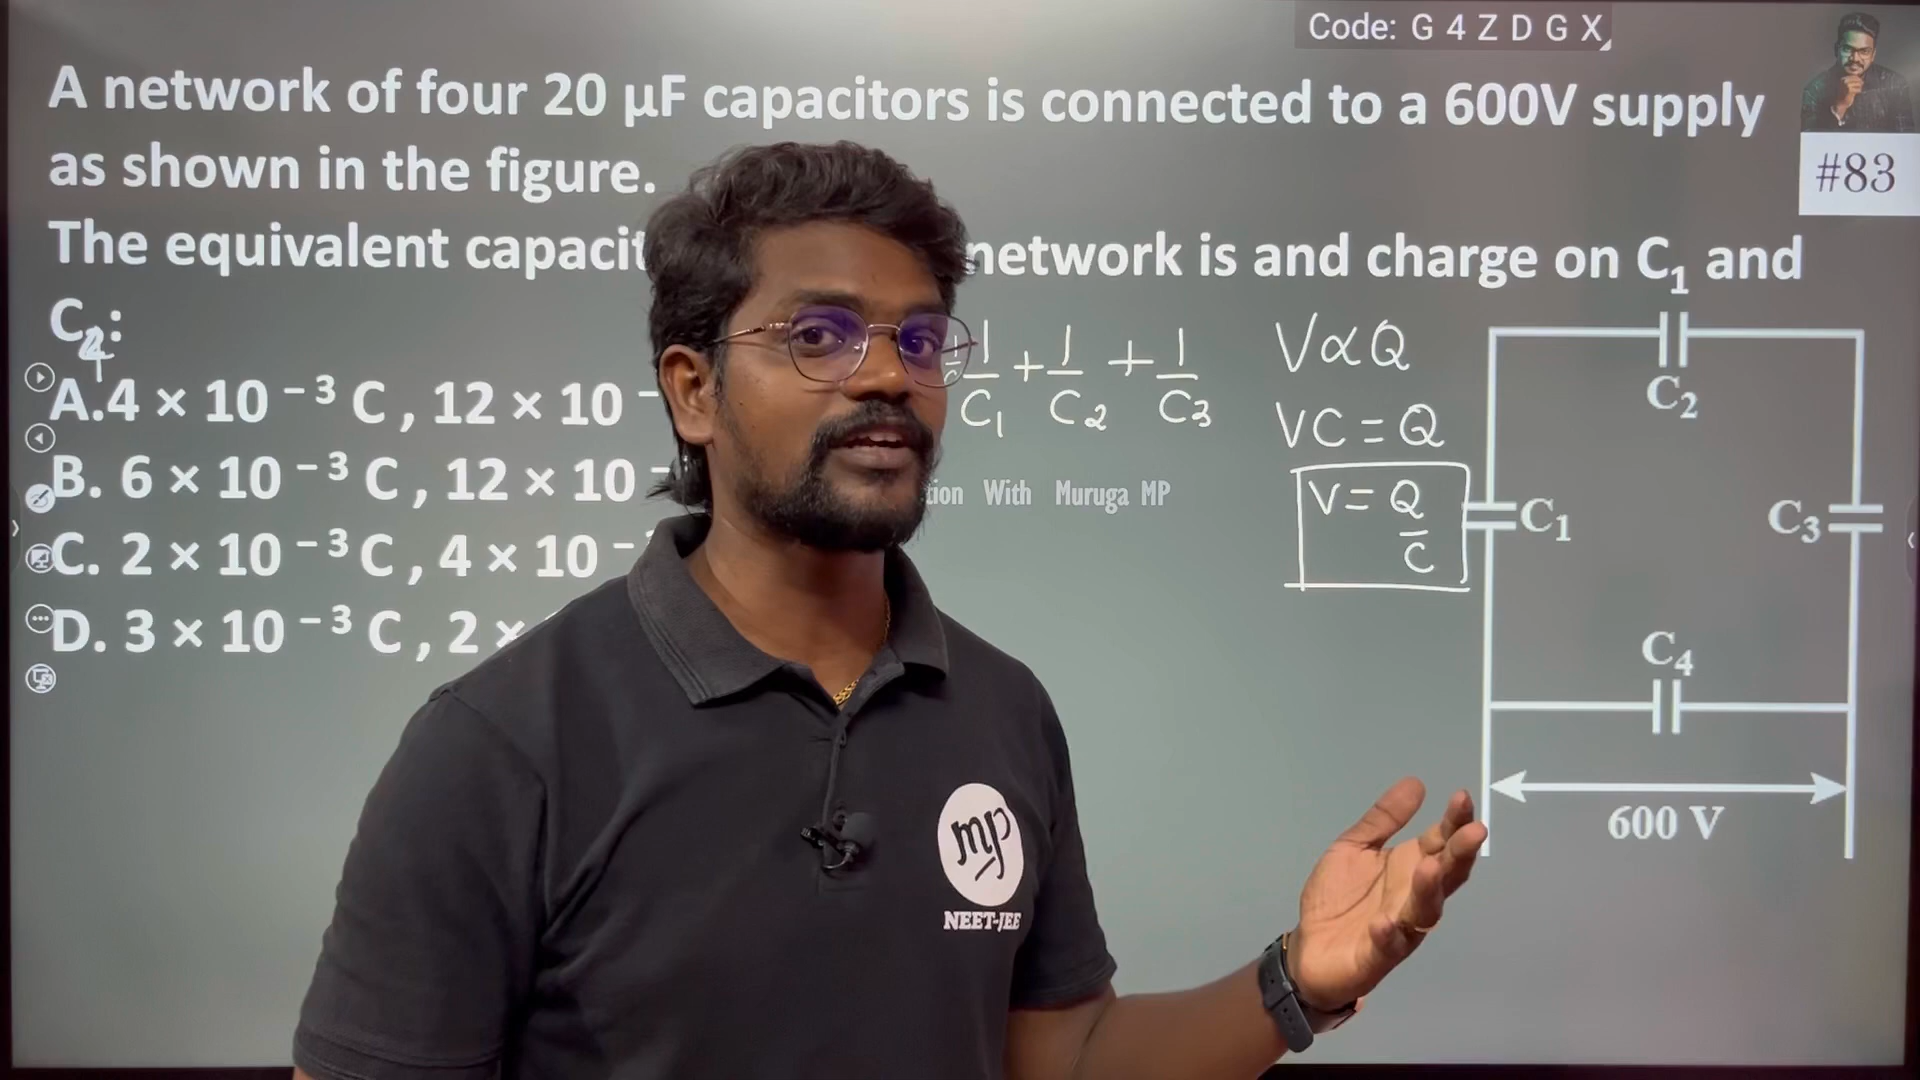 Code: G 4 Z D G X
A network of four 20 μF capacitors is connected to a 600V supply
#83
as shown in the figure.
The equivalent capacit network is and charge on C₁ and
C₄:
A.4 × 10⁻³ C , 12 × 10⁻
B. 6 × 10⁻³ C , 12 × 10⁻
C. 2 × 10⁻³ C , 4 × 10⁻
D. 3 × 10⁻³ C , 2 ×
1/C₁ + 1/C₂ + 1/C₃
V∝Q
VC = Q
V = Q/C
With Muruga MP
C₂
C₁
C₃
C₄
600 V
mp
NEET-JEE